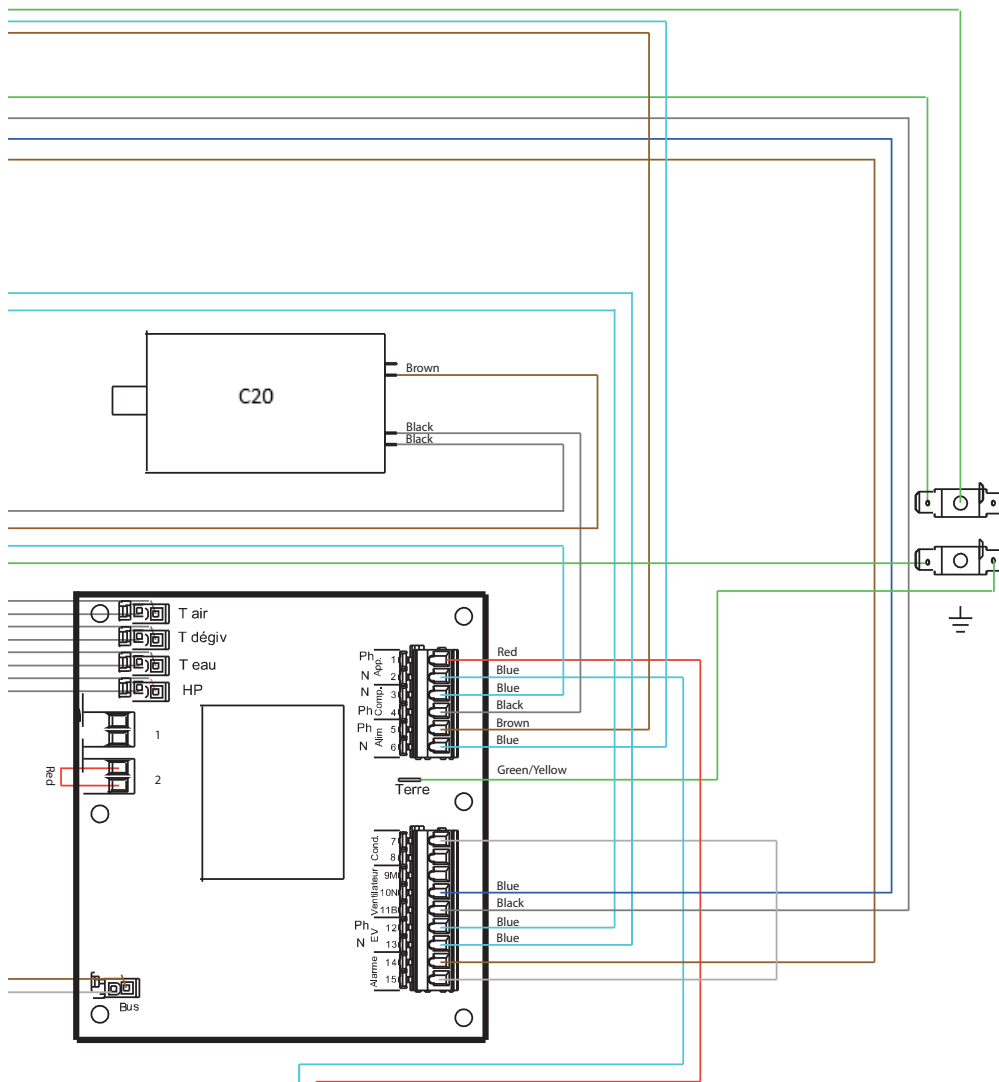 Brown
C20
Black
Black
T air
T dégiv
T eau
HP
1
2
Red
Ph
App.
1
Red
N
2
Blue
N
Comp.
3
Blue
Ph
4
Black
Ph
Alim
5
Brown
N
6
Blue
Green/Yellow
Terre
Cond.
7
8
Ventilateur
9M
10N
Blue
11B
Black
Ph
EV
12
Blue
N
13
Blue
Alarme
14
15
Bus